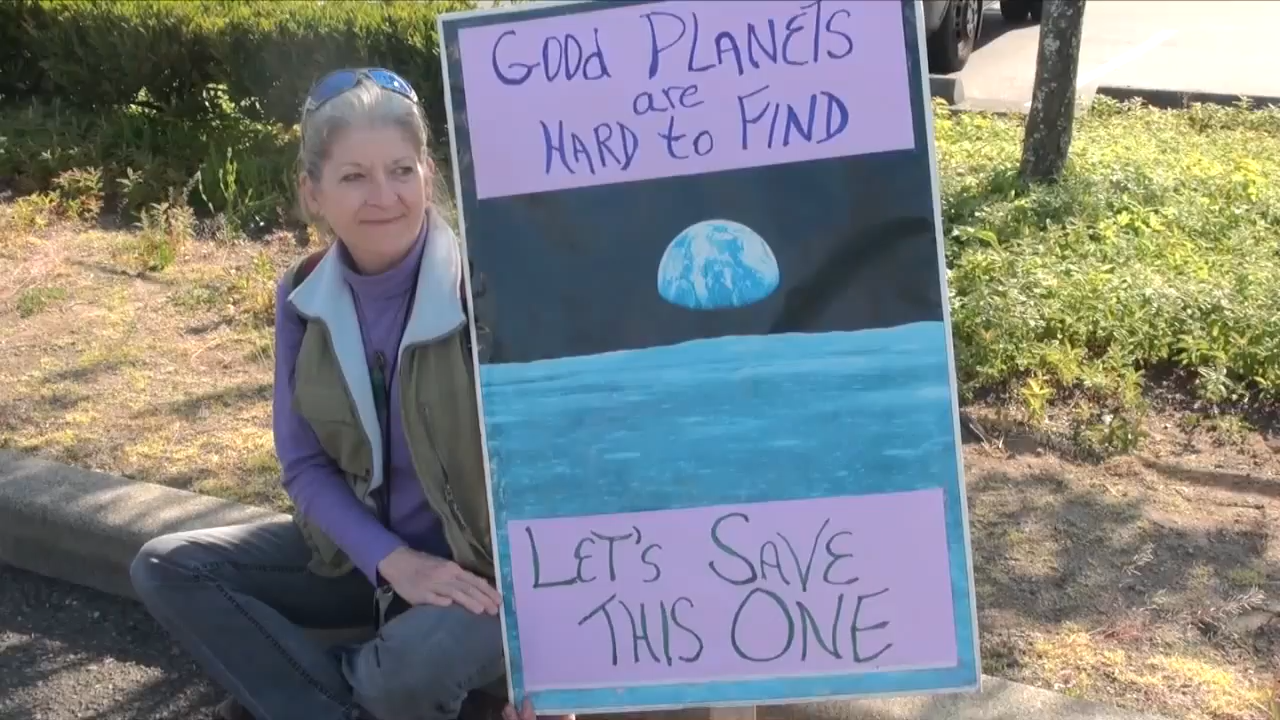 GOOd PLANETS
are
HARD to FIND
LET'S SAVE
THIS ONE